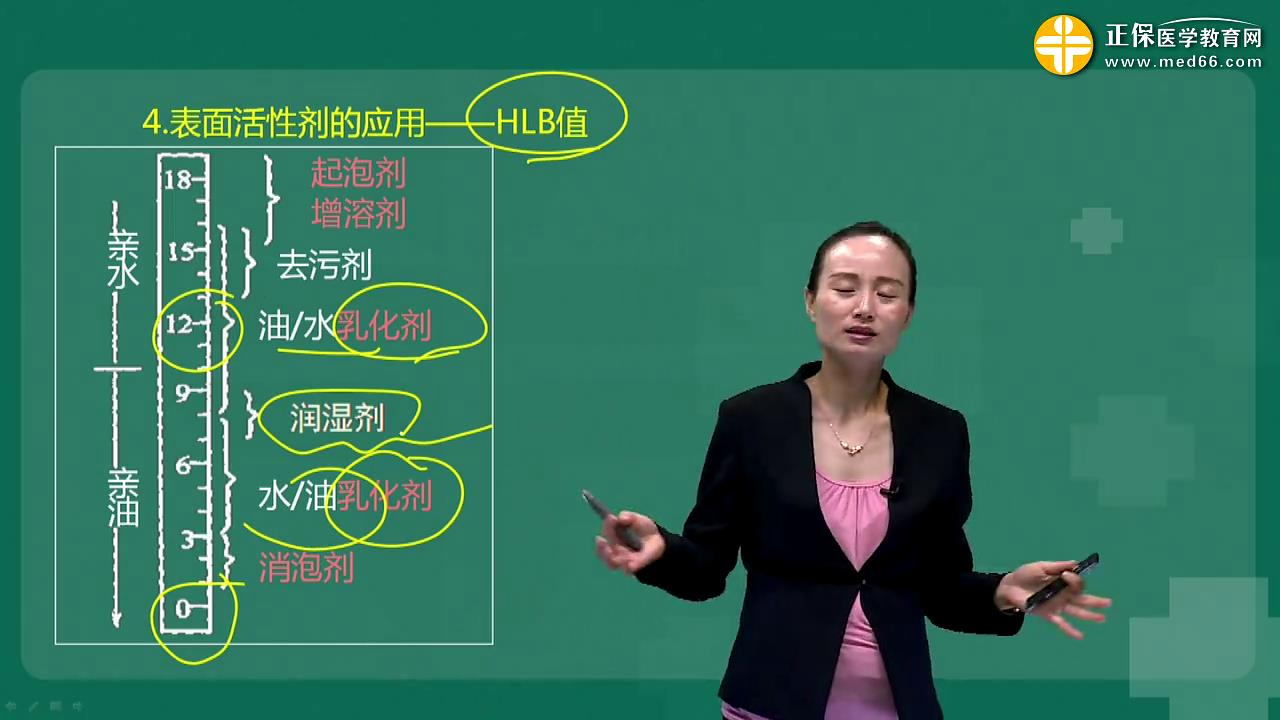 正保医学教育网
www.med66.com
4.表面活性剂的应用——HLB值
18
起泡剂
增溶剂
亲水
15
去污剂
12
油/水乳化剂
9
润湿剂
6
亲油
水/油乳化剂
3
消泡剂
0